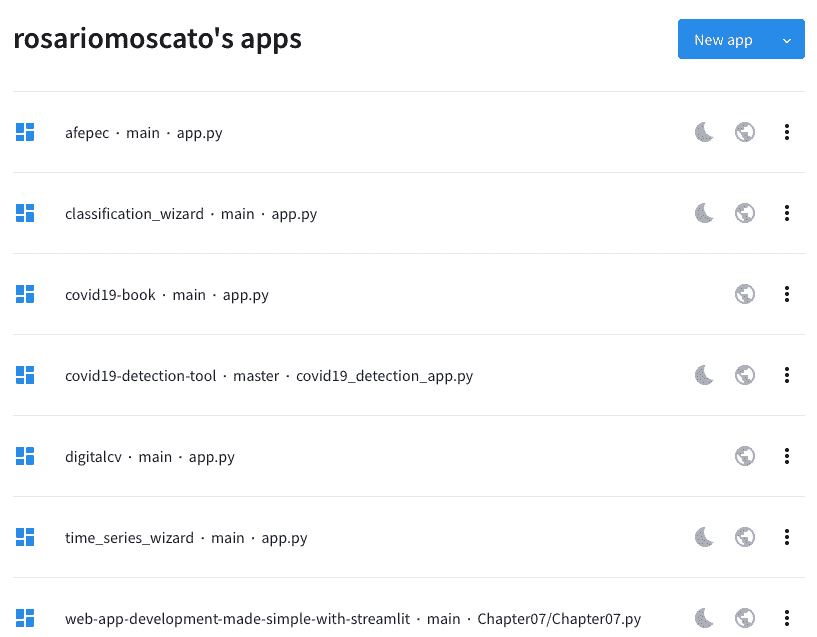 rosariomoscato's apps
New app
afepec · main · app.py
classification_wizard · main · app.py
covid19-book · main · app.py
covid19-detection-tool · master · covid19_detection_app.py
digitalcv · main · app.py
time_series_wizard · main · app.py
web-app-development-made-simple-with-streamlit · main · Chapter07/Chapter07.py